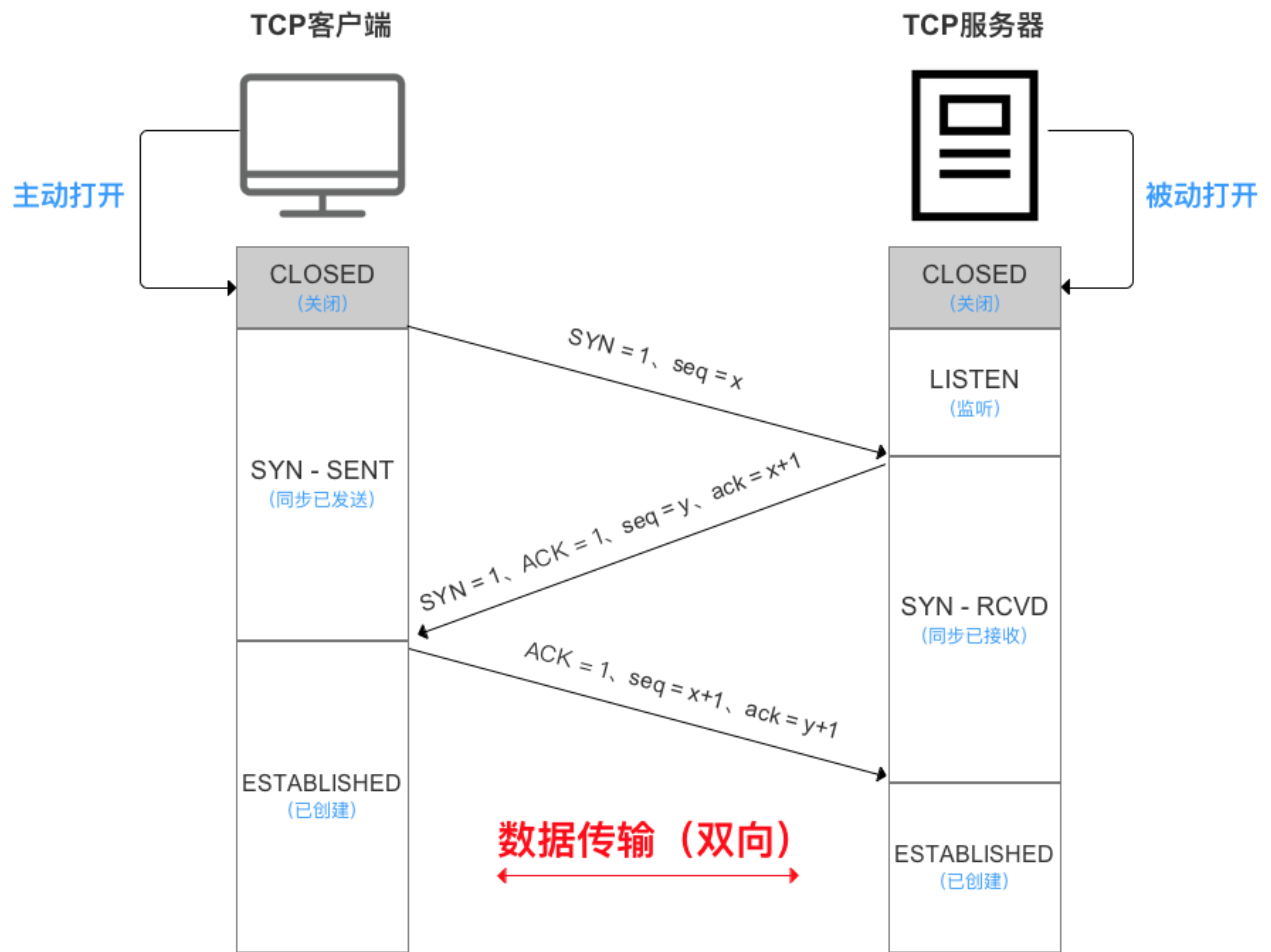 TCP客户端
TCP服务器
主动打开
被动打开
CLOSED
(关闭)
CLOSED
(关闭)
SYN = 1、seq = x
LISTEN
(监听)
SYN - SENT
(同步已发送)
SYN = 1、ACK = 1、seq = y、ack = x+1
SYN - RCVD
(同步已接收)
ACK = 1、seq = x+1、ack = y+1
ESTABLISHED
(已创建)
数据传输（双向）
ESTABLISHED
(已创建)